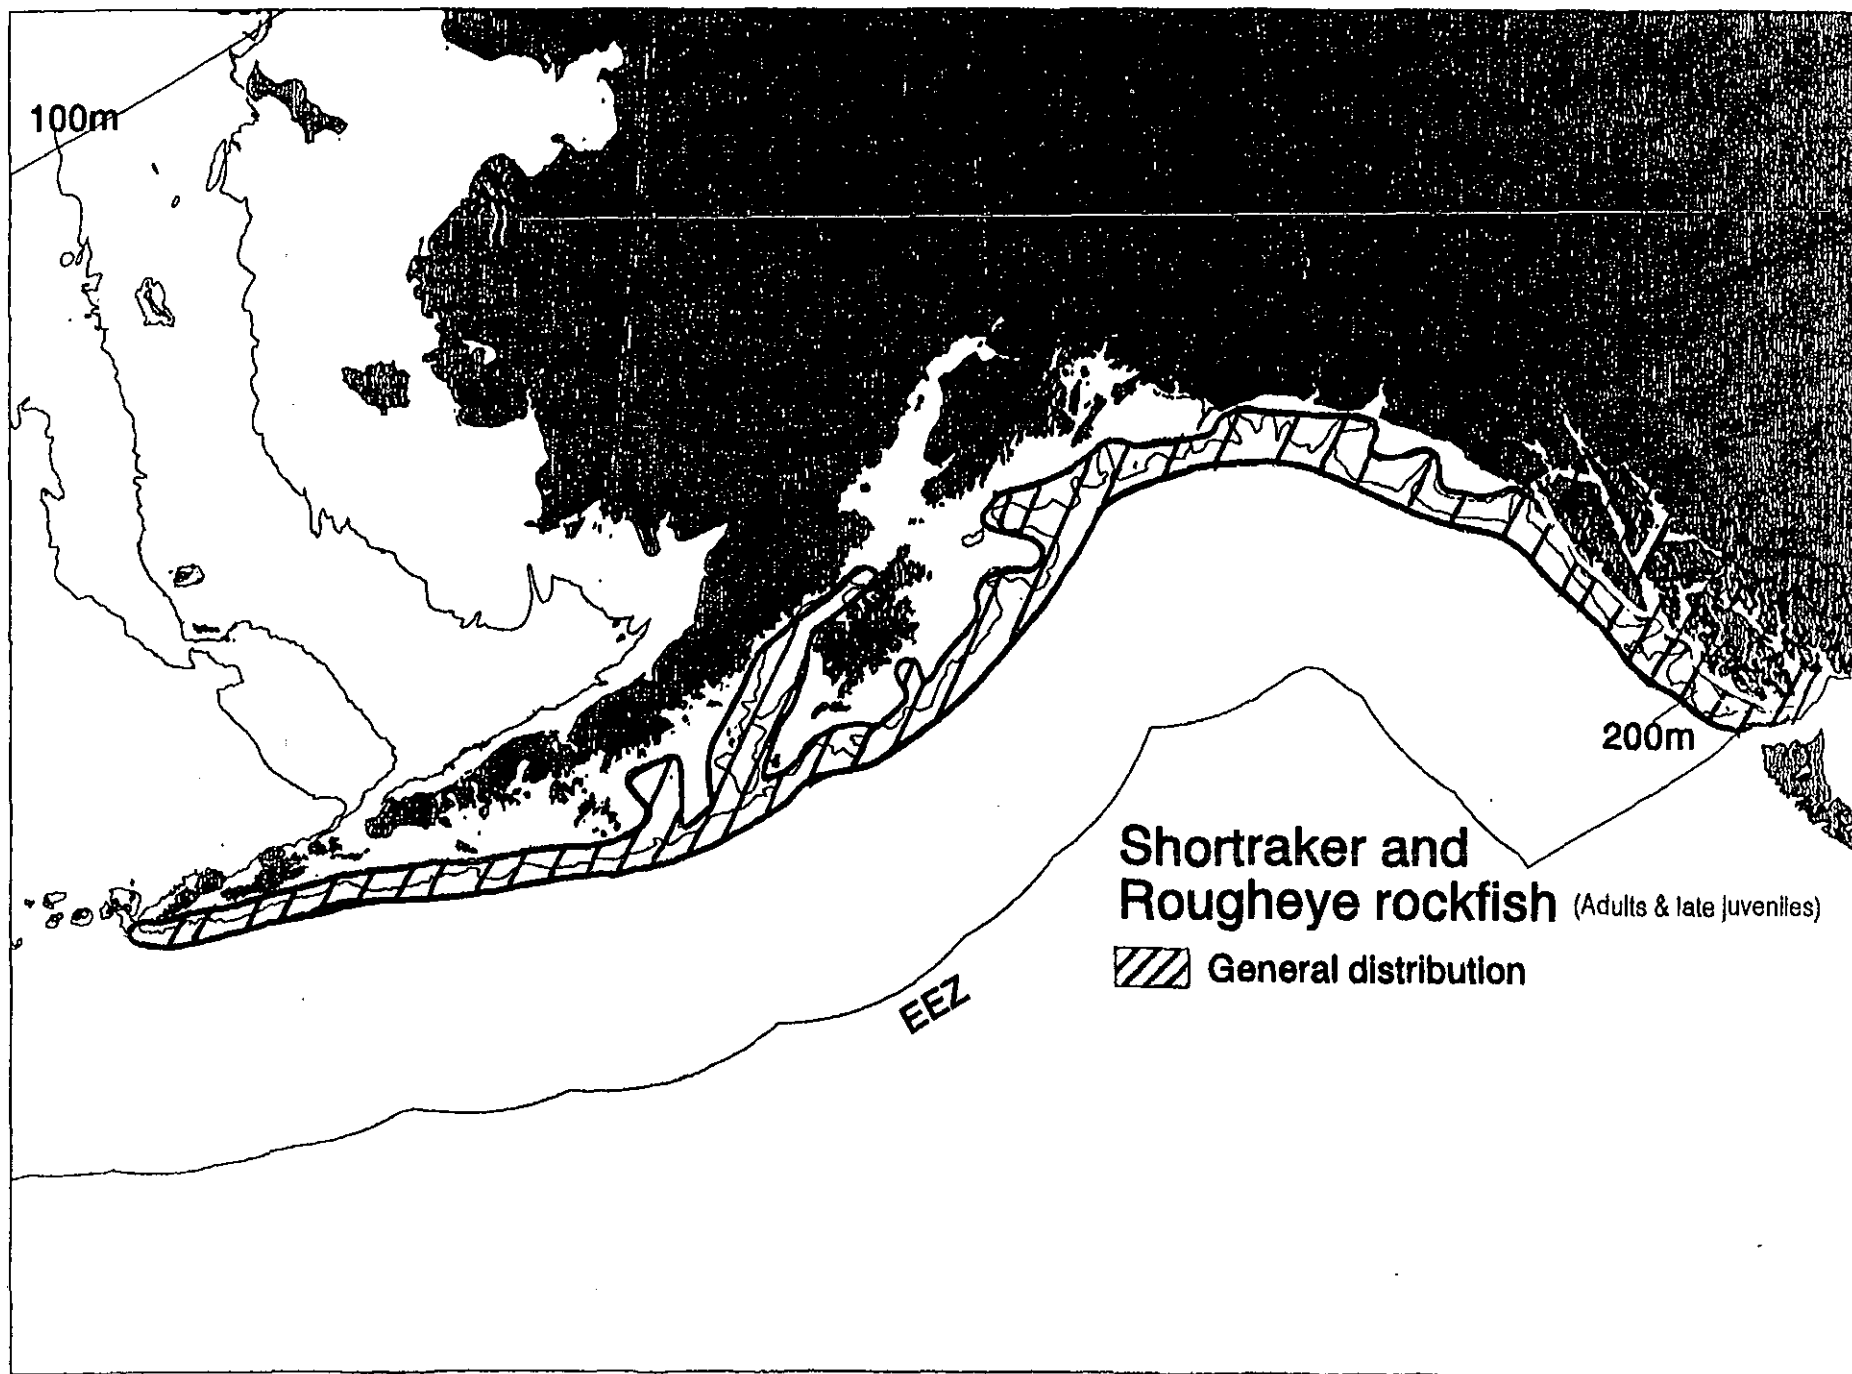 100m
200m
Shortraker and
Rougheye rockfish (Adults & late juveniles)
General distribution
EEZ